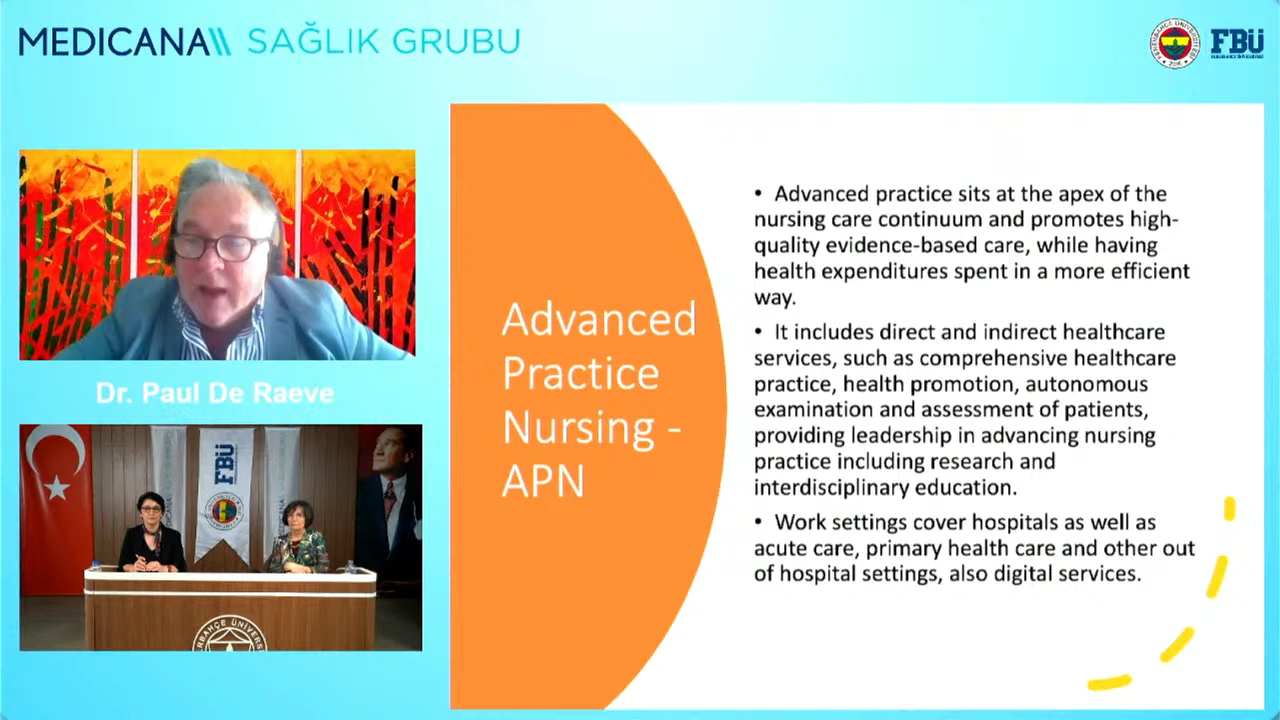 MEDICANA SAĞLIK GRUBU
FBÜ
Dr. Paul De Raeve
FBÜ
Advanced
Practice
Nursing -
APN
• Advanced practice sits at the apex of the
nursing care continuum and promotes high-
quality evidence-based care, while having
health expenditures spent in a more efficient
way.
• It includes direct and indirect healthcare
services, such as comprehensive healthcare
practice, health promotion, autonomous
examination and assessment of patients,
providing leadership in advancing nursing
practice including research and
interdisciplinary education.
• Work settings cover hospitals as well as
acute care, primary health care and other out
of hospital settings, also digital services.